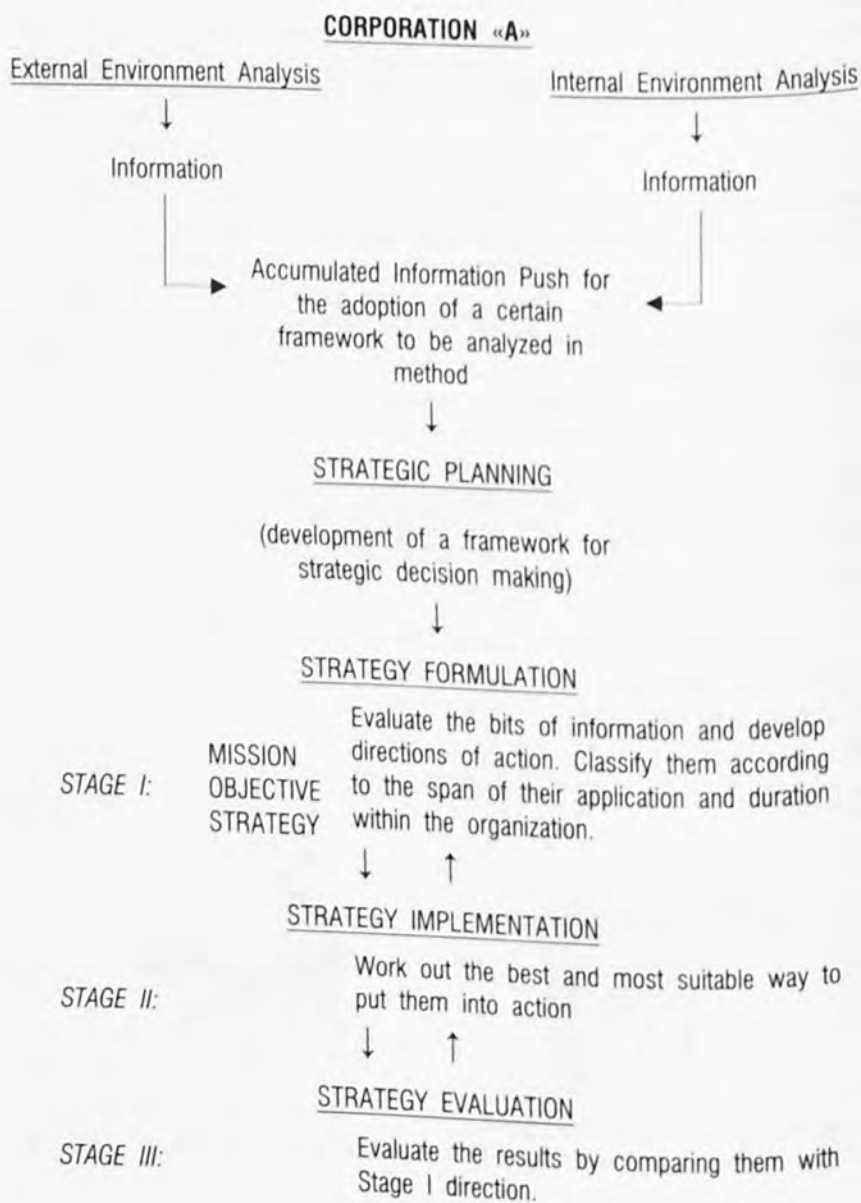 CORPORATION «A»
External Environment Analysis
Internal Environment Analysis
↓
↓
Information
Information
Accumulated Information Push for
the adoption of a certain
framework to be analyzed in
method
↓
STRATEGIC PLANNING
(development of a framework for
strategic decision making)
↓
STRATEGY FORMULATION
STAGE I:
MISSION
OBJECTIVE
STRATEGY
Evaluate the bits of information and develop
directions of action. Classify them according
to the span of their application and duration
within the organization.
↓ ↑
STRATEGY IMPLEMENTATION
STAGE II:
Work out the best and most suitable way to
put them into action
↓ ↑
STRATEGY EVALUATION
STAGE III:
Evaluate the results by comparing them with
Stage I direction.